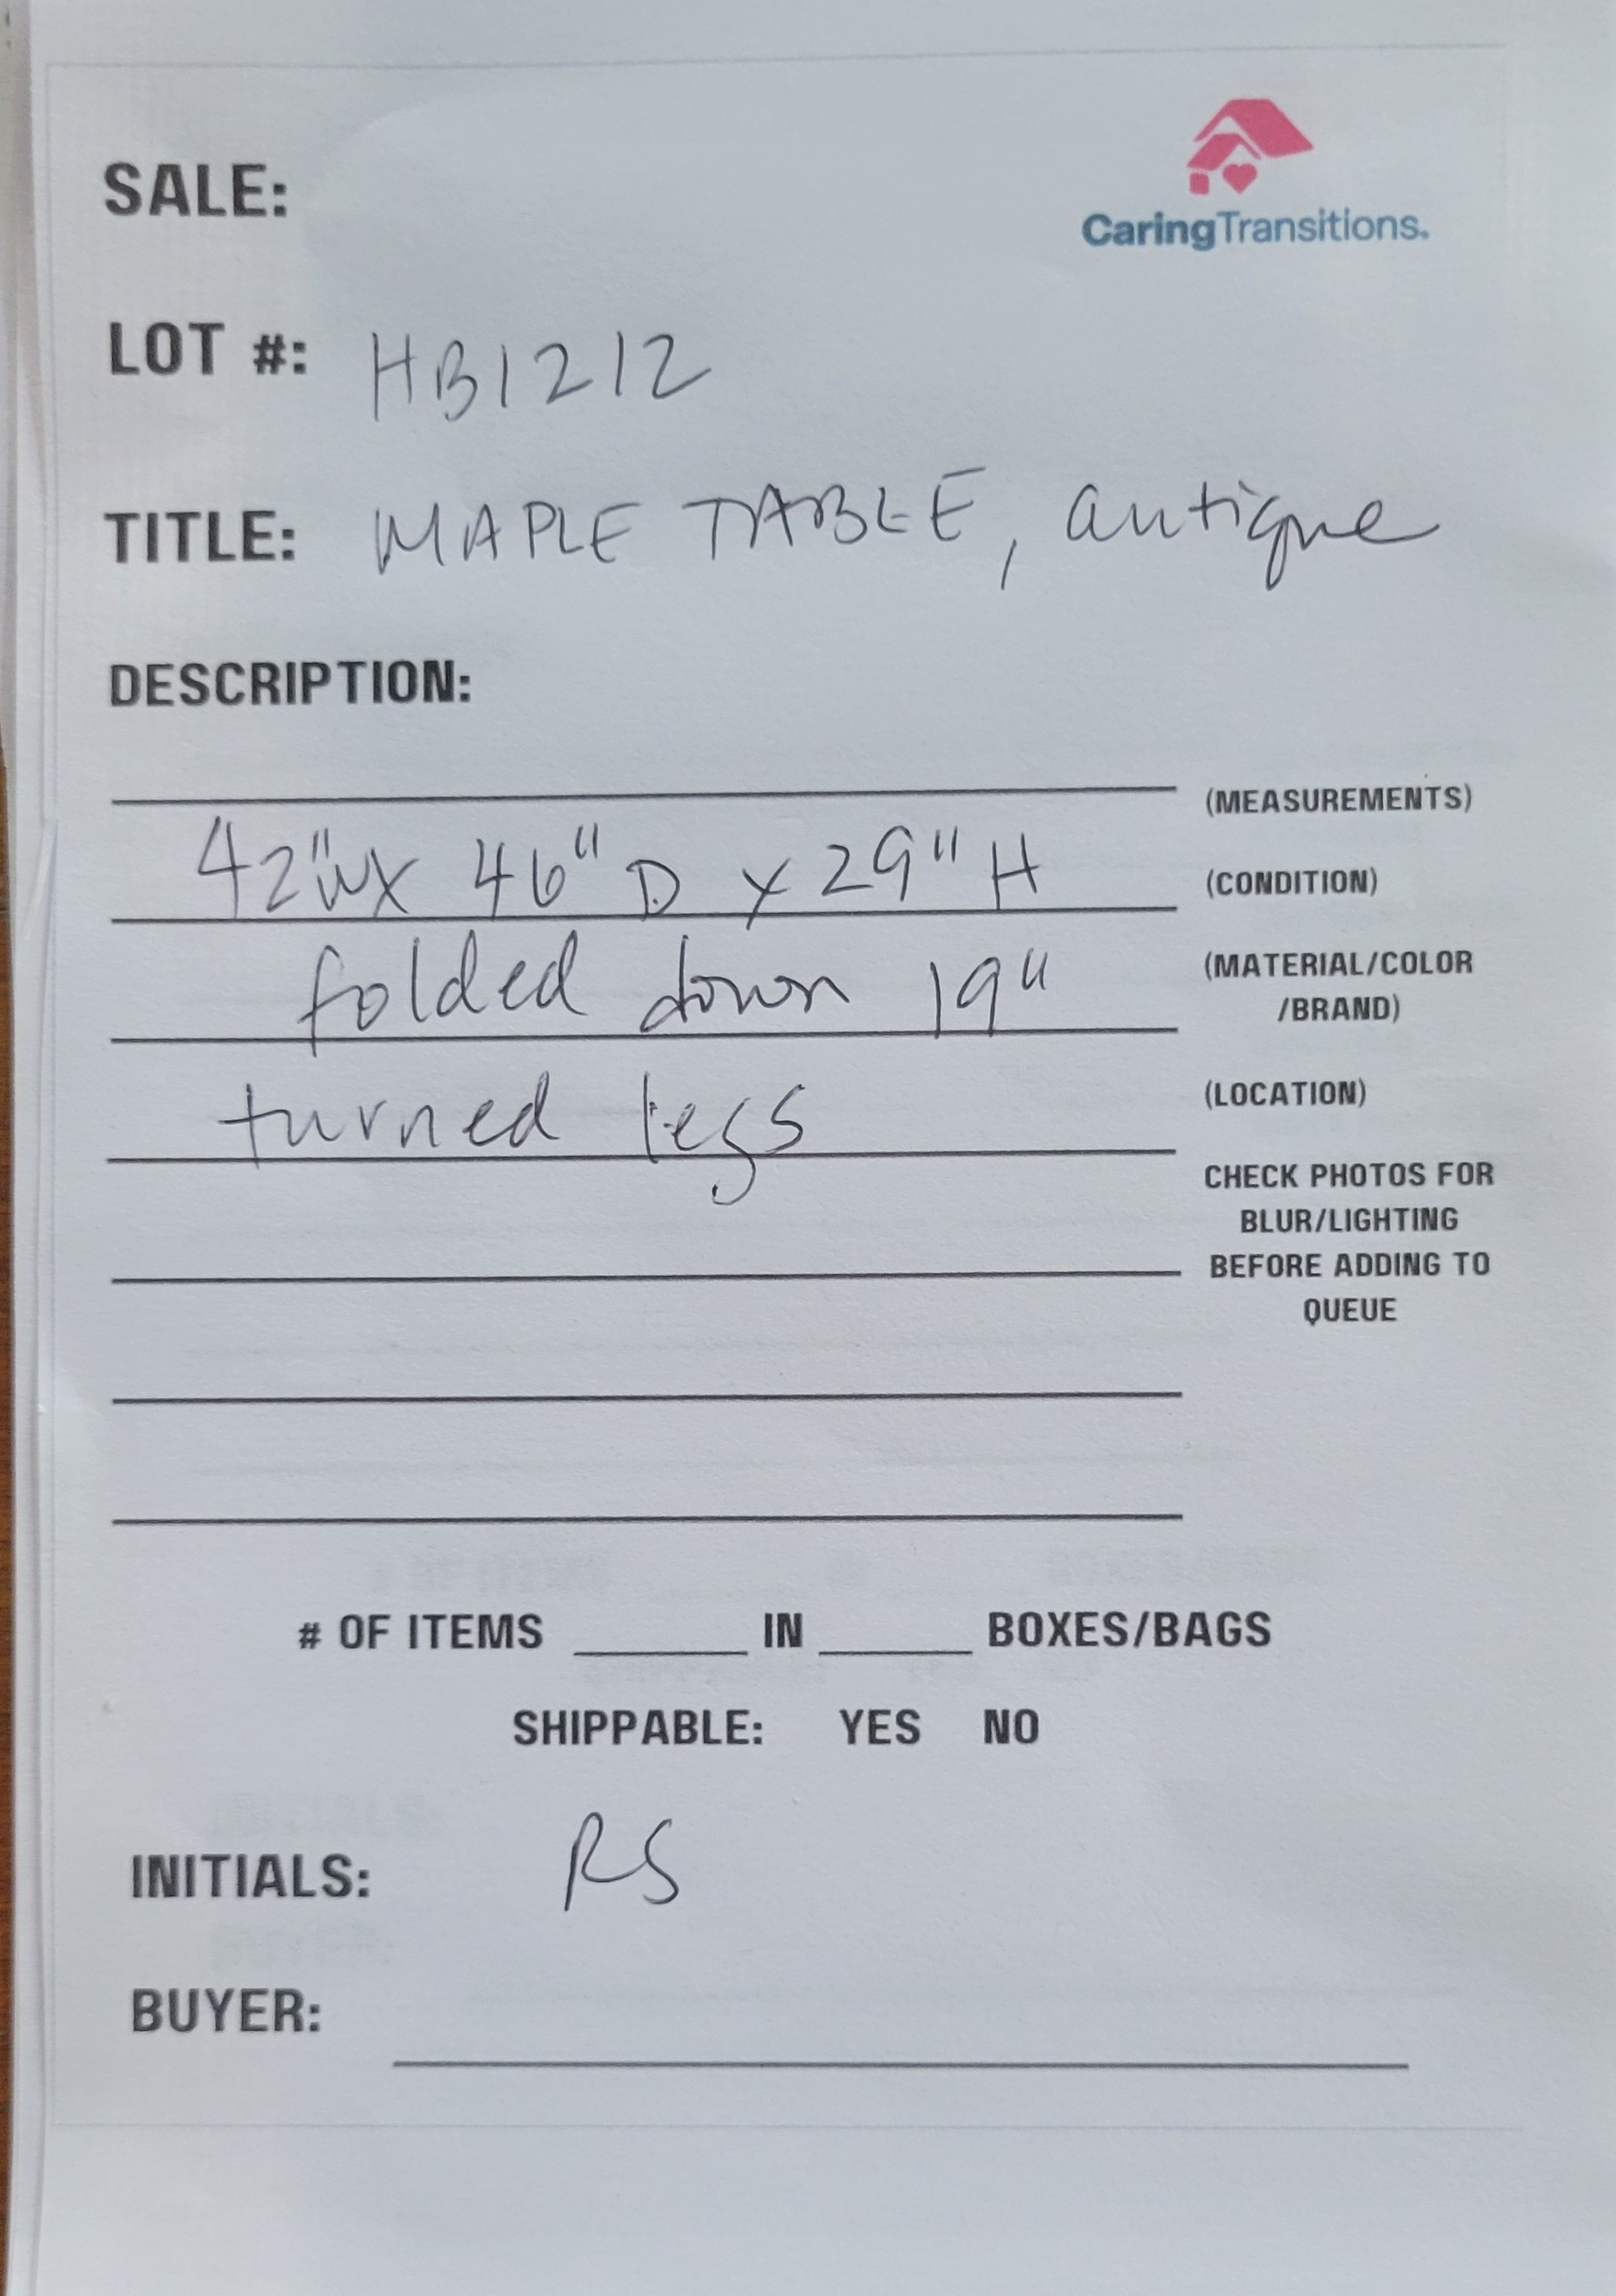 SALE:
CaringTransitions.
LOT #: HB1212
TITLE: MAPLE TABLE, antique
DESCRIPTION:
(MEASUREMENTS)
42"W X 46" D X 29" H (CONDITION)
folded down 19" (MATERIAL/COLOR
/BRAND)
turned legs (LOCATION)
CHECK PHOTOS FOR
BLUR/LIGHTING
BEFORE ADDING TO
QUEUE
# OF ITEMS IN BOXES/BAGS
SHIPPABLE: YES NO
INITIALS: RS
BUYER: